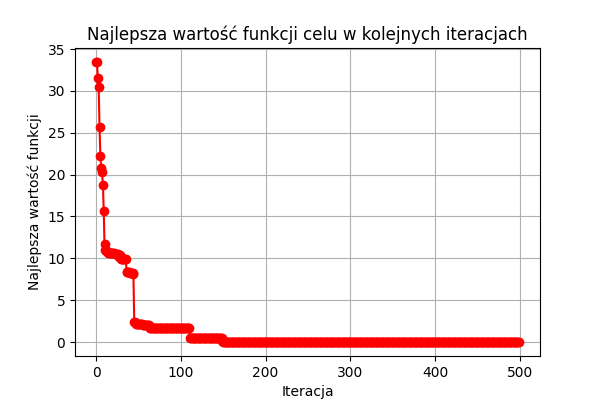 Najlepsza wartość funkcji celu w kolejnych iteracjach
35
30
25
20
15
10
5
0
Najlepsza wartość funkcji
0 100 200 300 400 500
Iteracja